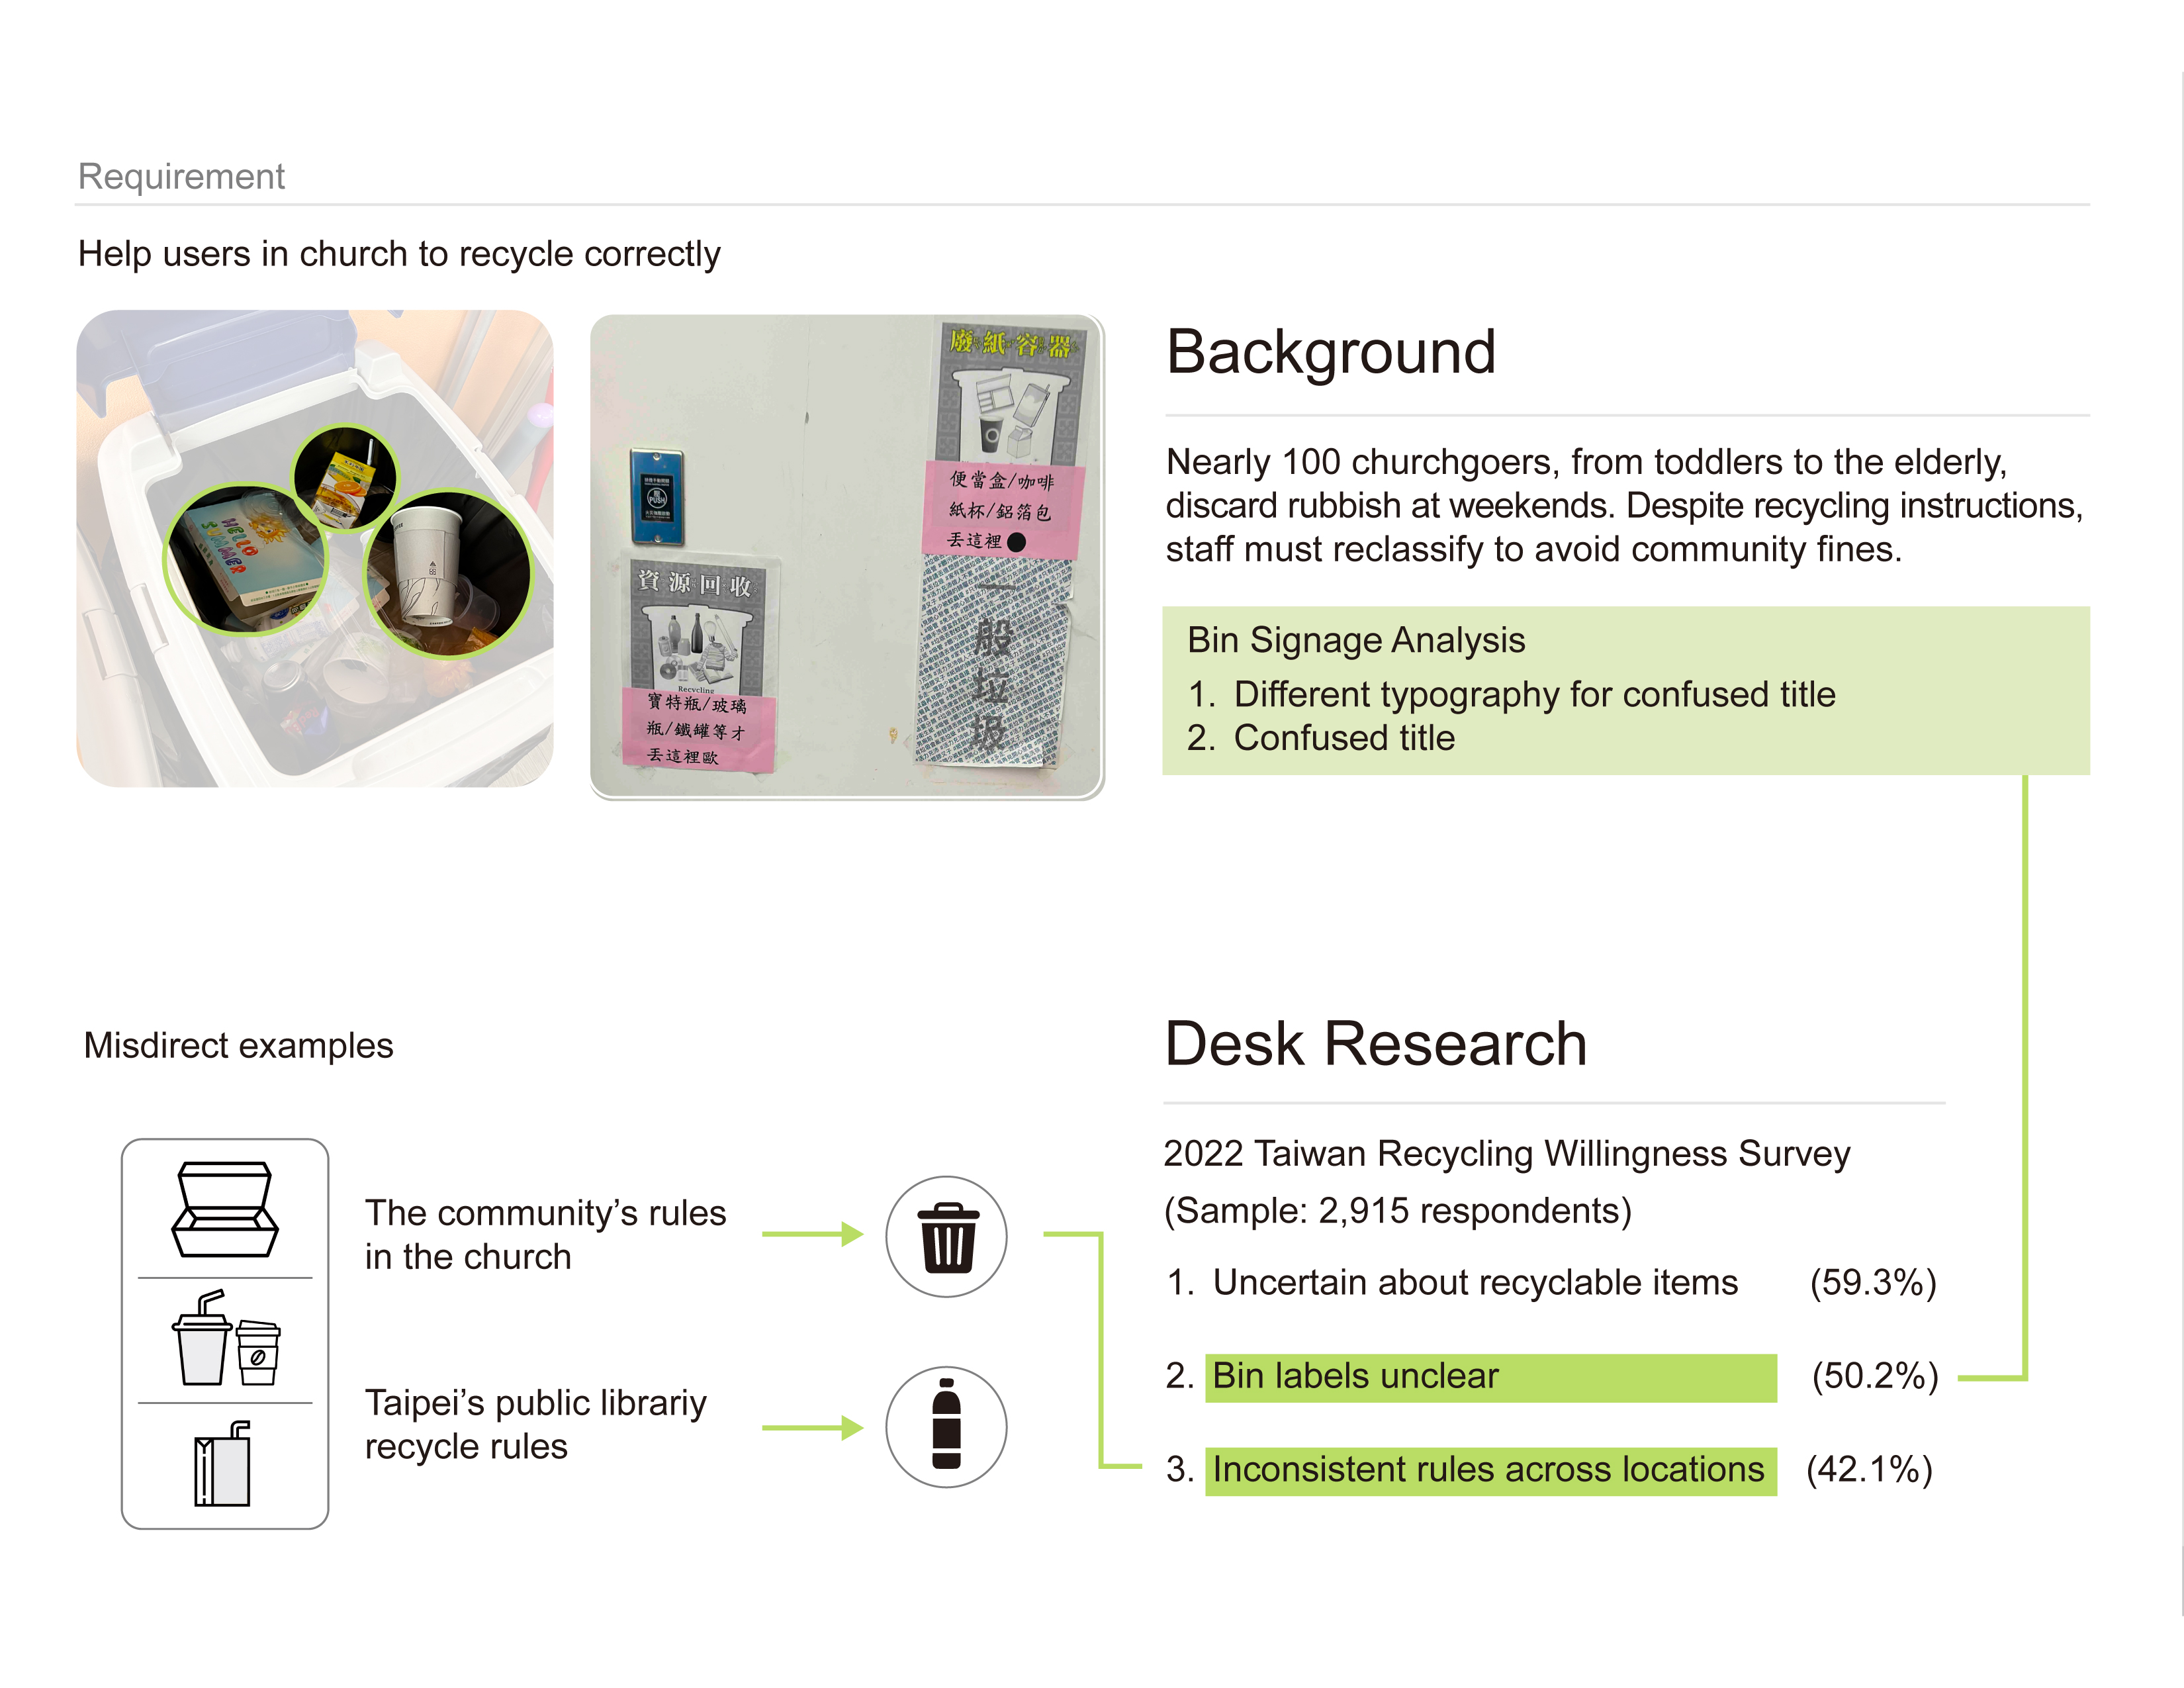 Requirement
Help users in church to recycle correctly
HELLO
SUMMER
廢紙容器
便當盒/咖啡
紙杯/鋁箔包
丟這裡●
PUSH
資源回收
Recycling
寶特瓶/玻璃
瓶/鐵罐等才
丟這裡歐
一般垃圾
Background
Nearly 100 churchgoers, from toddlers to the elderly,
discard rubbish at weekends. Despite recycling instructions,
staff must reclassify to avoid community fines.
Bin Signage Analysis
1. Different typography for confused title
2. Confused title
Misdirect examples
The community’s rules
in the church
Taipei’s public librariy
recycle rules
Desk Research
2022 Taiwan Recycling Willingness Survey
(Sample: 2,915 respondents)
1. Uncertain about recyclable items (59.3%)
2. Bin labels unclear (50.2%)
3. Inconsistent rules across locations (42.1%)